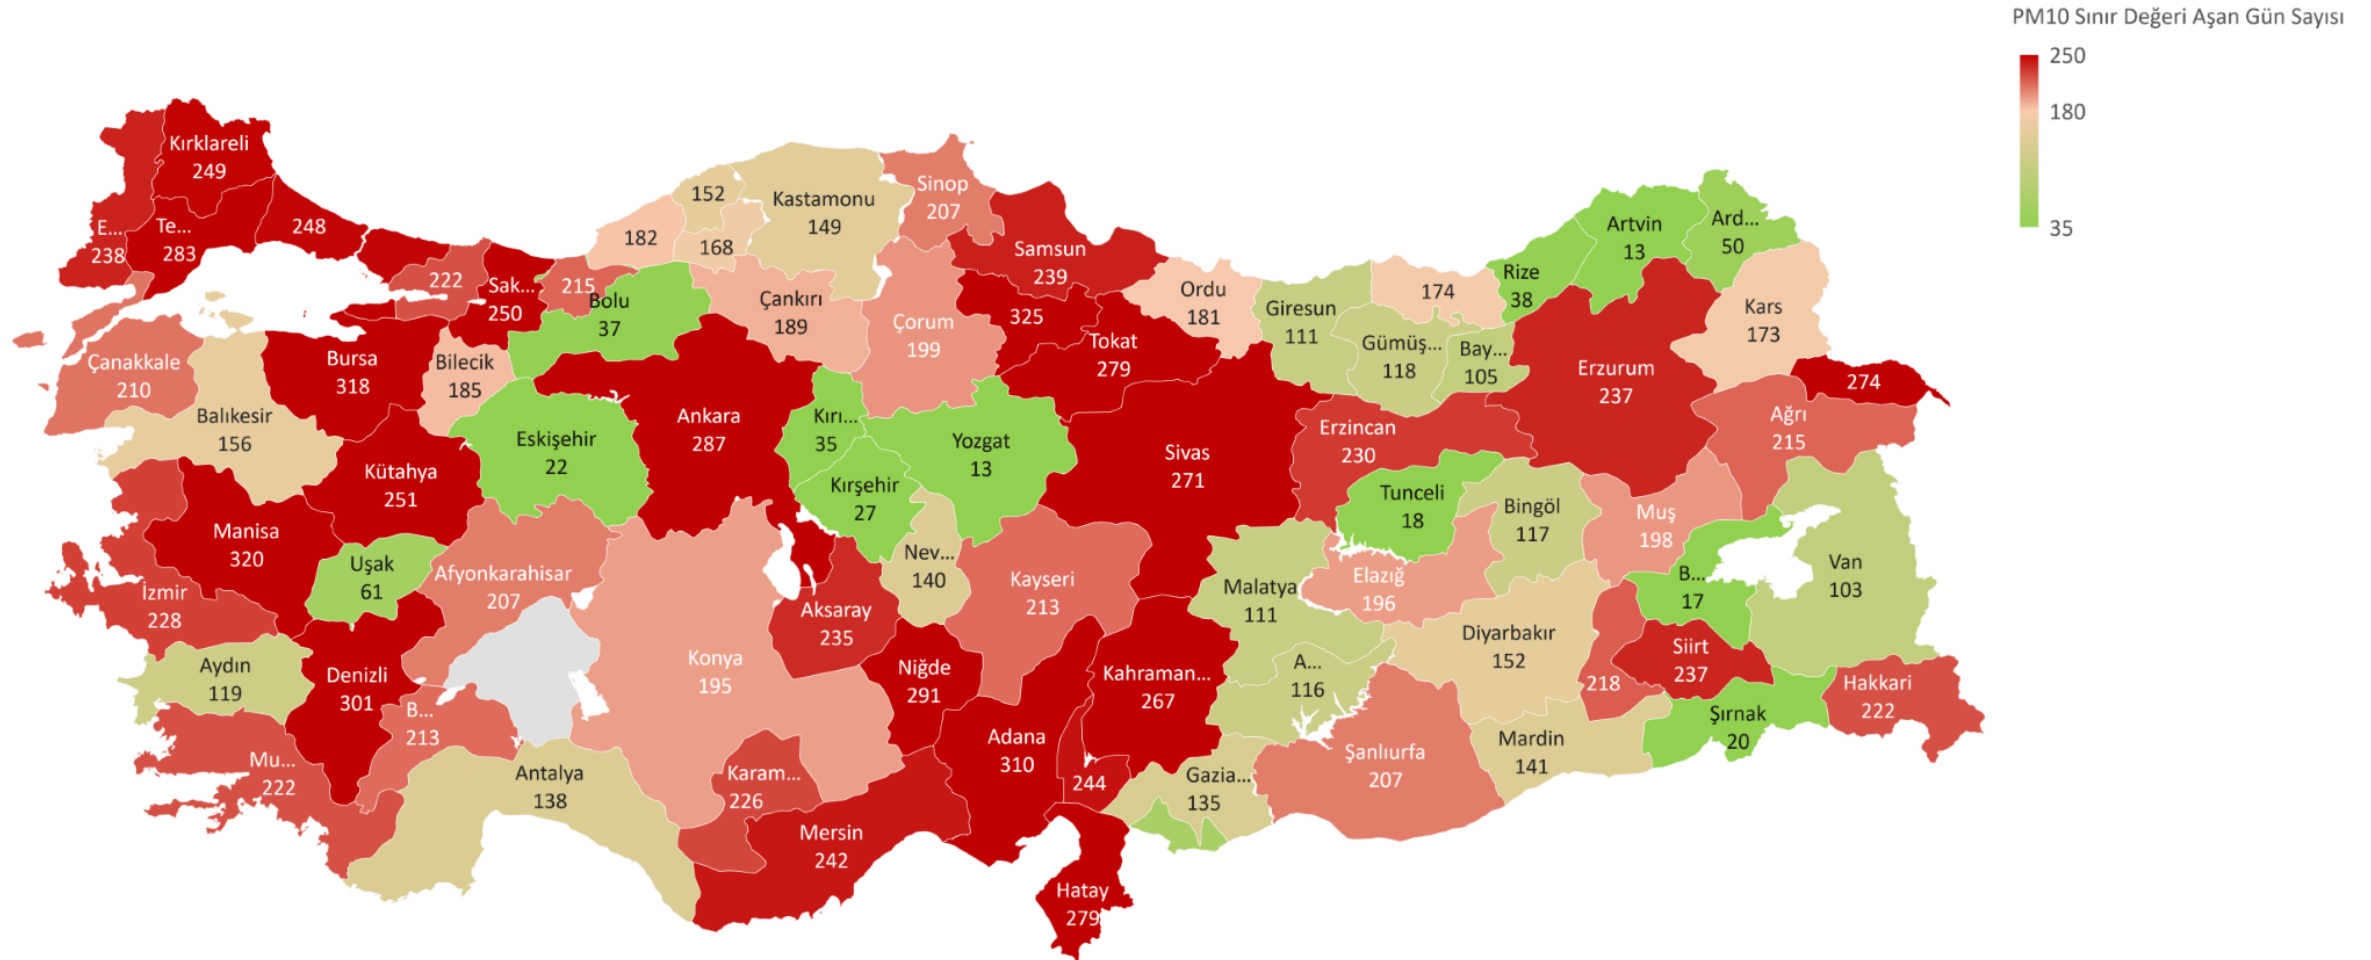 PM10 Sınır Değeri Aşan Gün Sayısı
250
180
35
Kırklareli
249
E...
238
Te...
283
248
222
Sak...
250
215
Bolu
37
182
152
168
Kastamonu
149
Sinop
207
Samsun
239
Çankırı
189
Çorum
199
325
Tokat
279
Ordu
181
Giresun
111
174
Gümüş...
118
Bay...
105
Rize
38
Artvin
13
Ard...
50
Kars
173
274
Erzurum
237
Ağrı
215
Çanakkale
210
Balıkesir
156
Bursa
318
Bilecik
185
Eskişehir
22
Ankara
287
Kırı...
35
Yozgat
13
Sivas
271
Erzincan
230
Tunceli
18
Bingöl
117
Muş
198
Kütahya
251
Manisa
320
Uşak
61
Afyonkarahisar
207
Kırşehir
27
Nev...
140
Kayseri
213
Malatya
111
Elazığ
196
B...
17
Van
103
İzmir
228
Aydın
119
Denizli
301
B...
213
Konya
195
Aksaray
235
Niğde
291
Kahraman...
267
A...
116
Diyarbakır
152
218
Siirt
237
Hakkari
222
Şırnak
20
Mu...
222
Antalya
138
Karam...
226
Mersin
242
Adana
310
244
Gazia...
135
Şanlıurfa
207
Mardin
141
Hatay
279